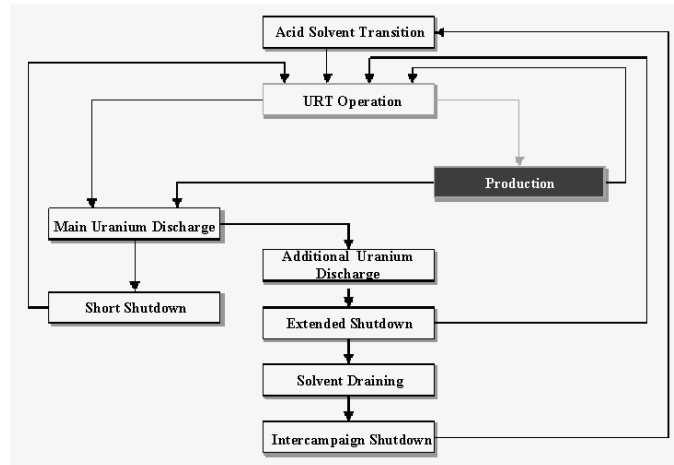 Acid Solvent Transition
URT Operation
Production
Main Uranium Discharge
Additional Uranium
Discharge
Short Shutdown
Extended Shutdown
Solvent Draining
Intercampaign Shutdown